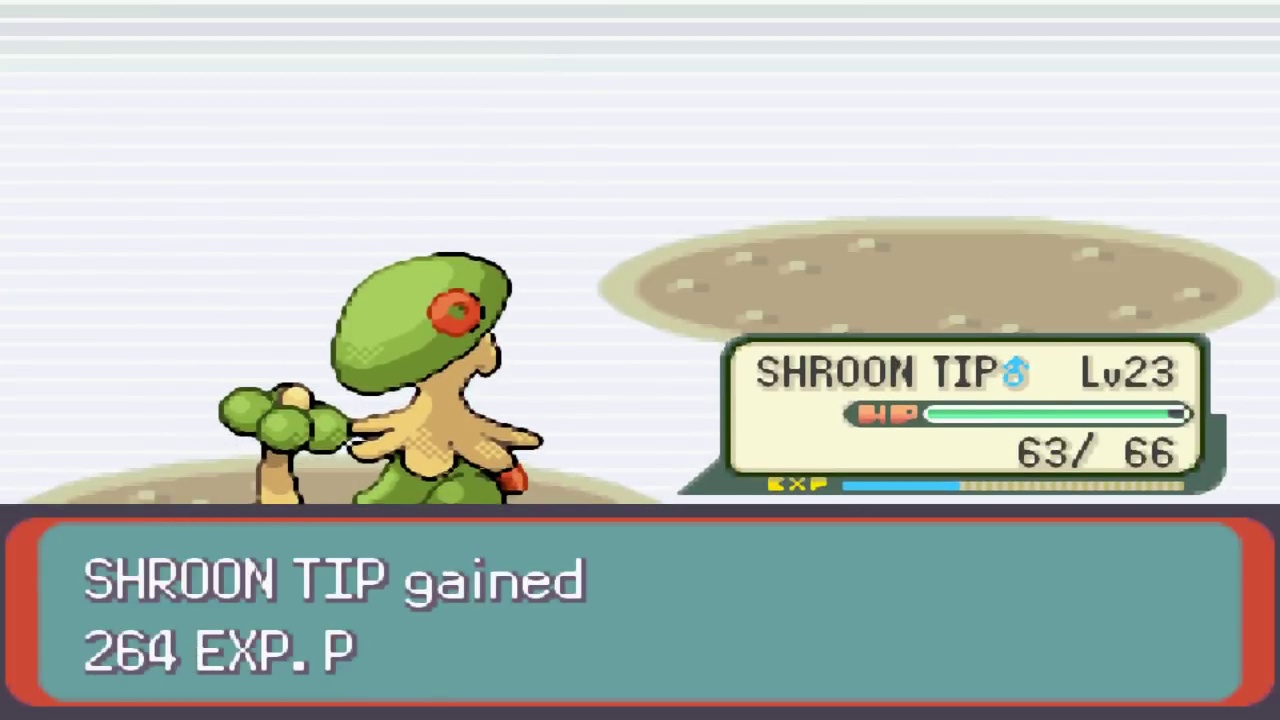 SHROON TIP♂ Lv23
HP
63/ 66
EXP
SHROON TIP gained
264 EXP. P